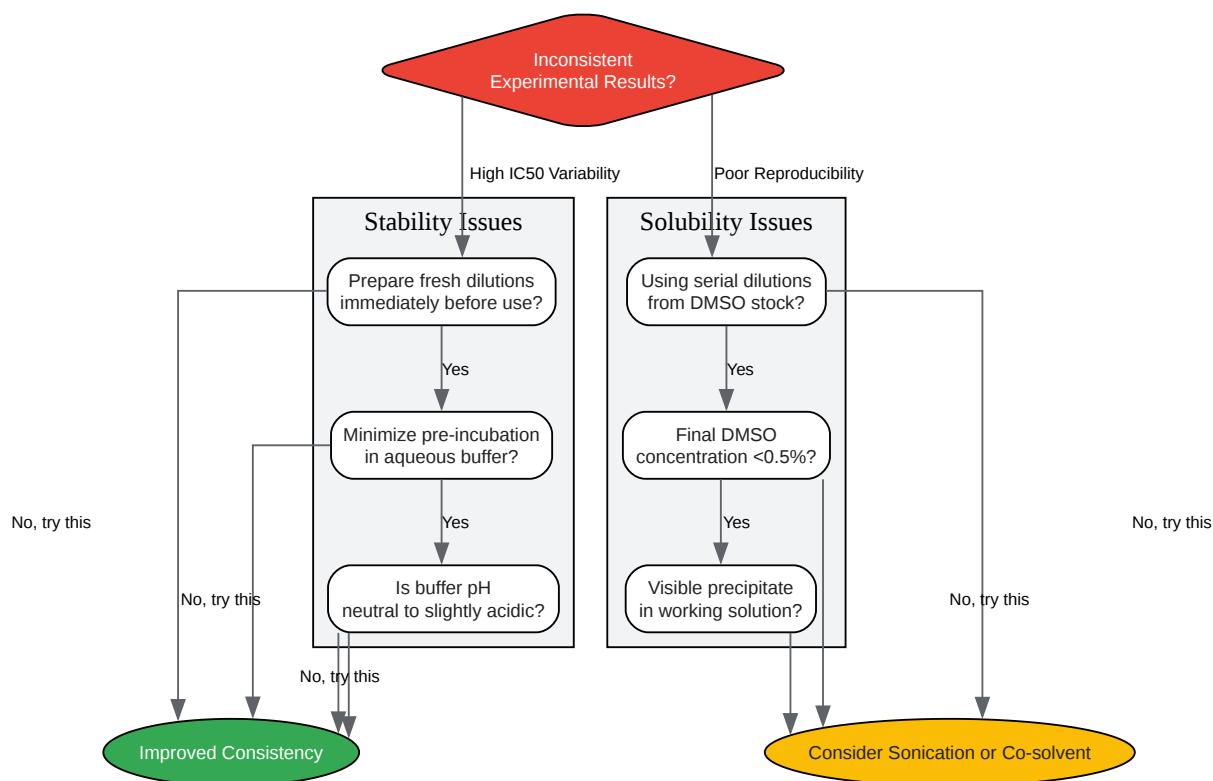 Inconsistent
Experimental Results?
High IC50 Variability
Poor Reproducibility
Stability Issues
Solubility Issues
Prepare fresh dilutions
immediately before use?
Using serial dilutions
from DMSO stock?
Yes
Yes
Minimize pre-incubation
in aqueous buffer?
Final DMSO
concentration <0.5%?
No, try this
Yes
Yes
No, try this
Is buffer pH
neutral to slightly acidic?
Visible precipitate
in working solution?
No, try this
No, try this
No, try this
Improved Consistency
Consider Sonication or Co-solvent